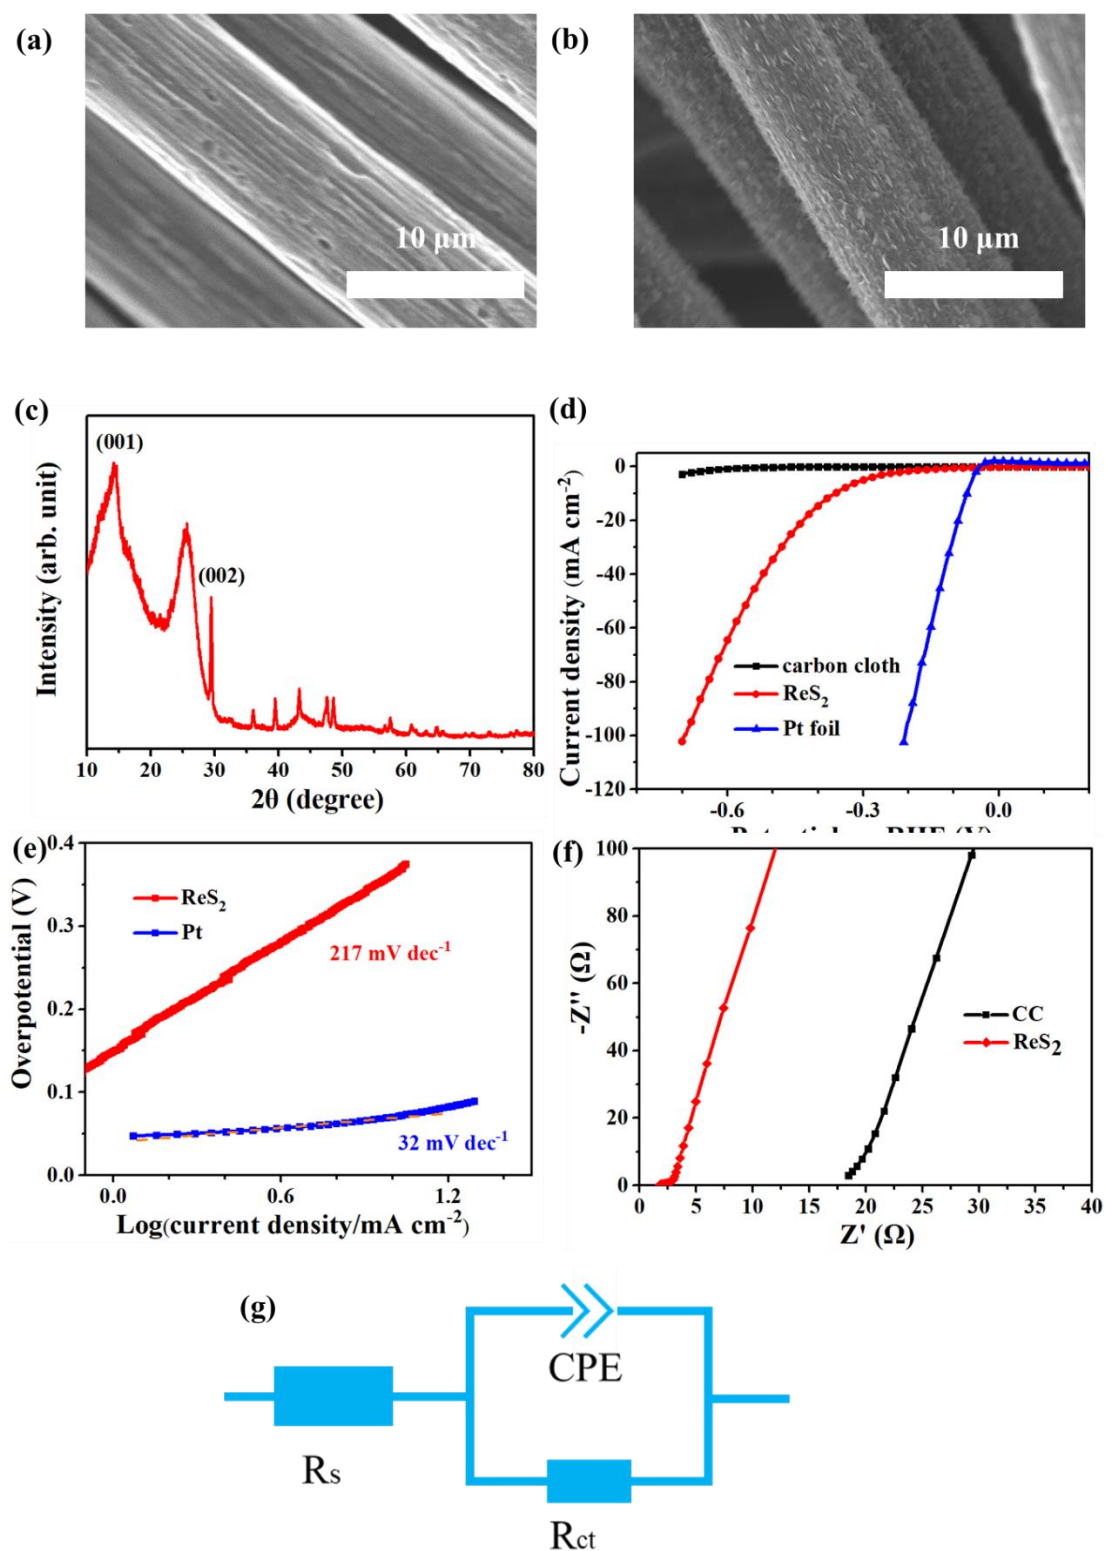 (a)
10 μm
(b)
10 μm
(c)
(001)
(002)
Intensity (arb. unit)
10 20 30 40 50 60 70 80
2θ (degree)
(d)
0
-20
-40
-60
-80
-100
-120
carbon cloth
ReS2
Pt foil
Current density (mA cm-2)
-0.6 -0.3 0.0
(e)
0.4
0.3
0.2
0.1
0.0
ReS2
Pt
217 mV dec-1
32 mV dec-1
Overpotential (V)
0.0 0.6 1.2
Log(current density/mA cm-2)
(f)
100
80
60
40
20
0
CC
ReS2
-Z'' (Ω)
0 5 10 15 20 25 30 35 40
Z' (Ω)
(g)
CPE
Rs
Rct